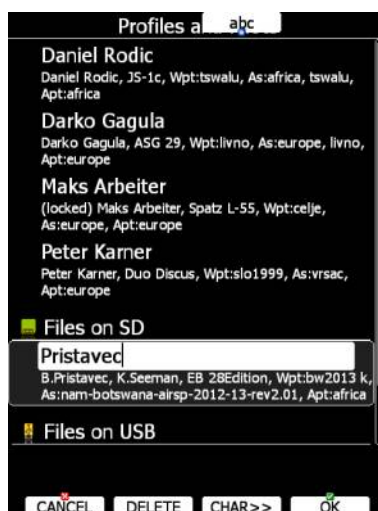 Profiles a
abc
Daniel Rodic
Daniel Rodic, JS-1c, Wpt:tswalu, As:africa, tswalu,
Apt:africa
Darko Gagula
Darko Gagula, ASG 29, Wpt:livno, As:europe, livno,
Apt:europe
Maks Arbeiter
(locked) Maks Arbeiter, Spatz L-55, Wpt:celje,
As:europe, Apt:europe
Peter Karner
Peter Karner, Duo Discus, Wpt:slo1999, As:vrsac,
Apt:europe
Files on SD
Pristavec
B.Pristavec, K.Seeman, EB 28Edition, Wpt:bw2013 k,
As:nam-botswana-airsp-2012-13-rev2.01, Apt:africa
Files on USB
CANCEL DELETE CHAR>> OK